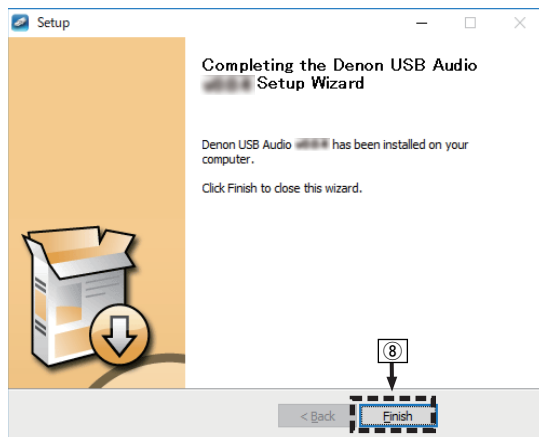 Setup
Completing the Denon USB Audio
Setup Wizard
Denon USB Audio has been installed on your
computer.
Click Finish to close this wizard.
⑧
< Back
Finish